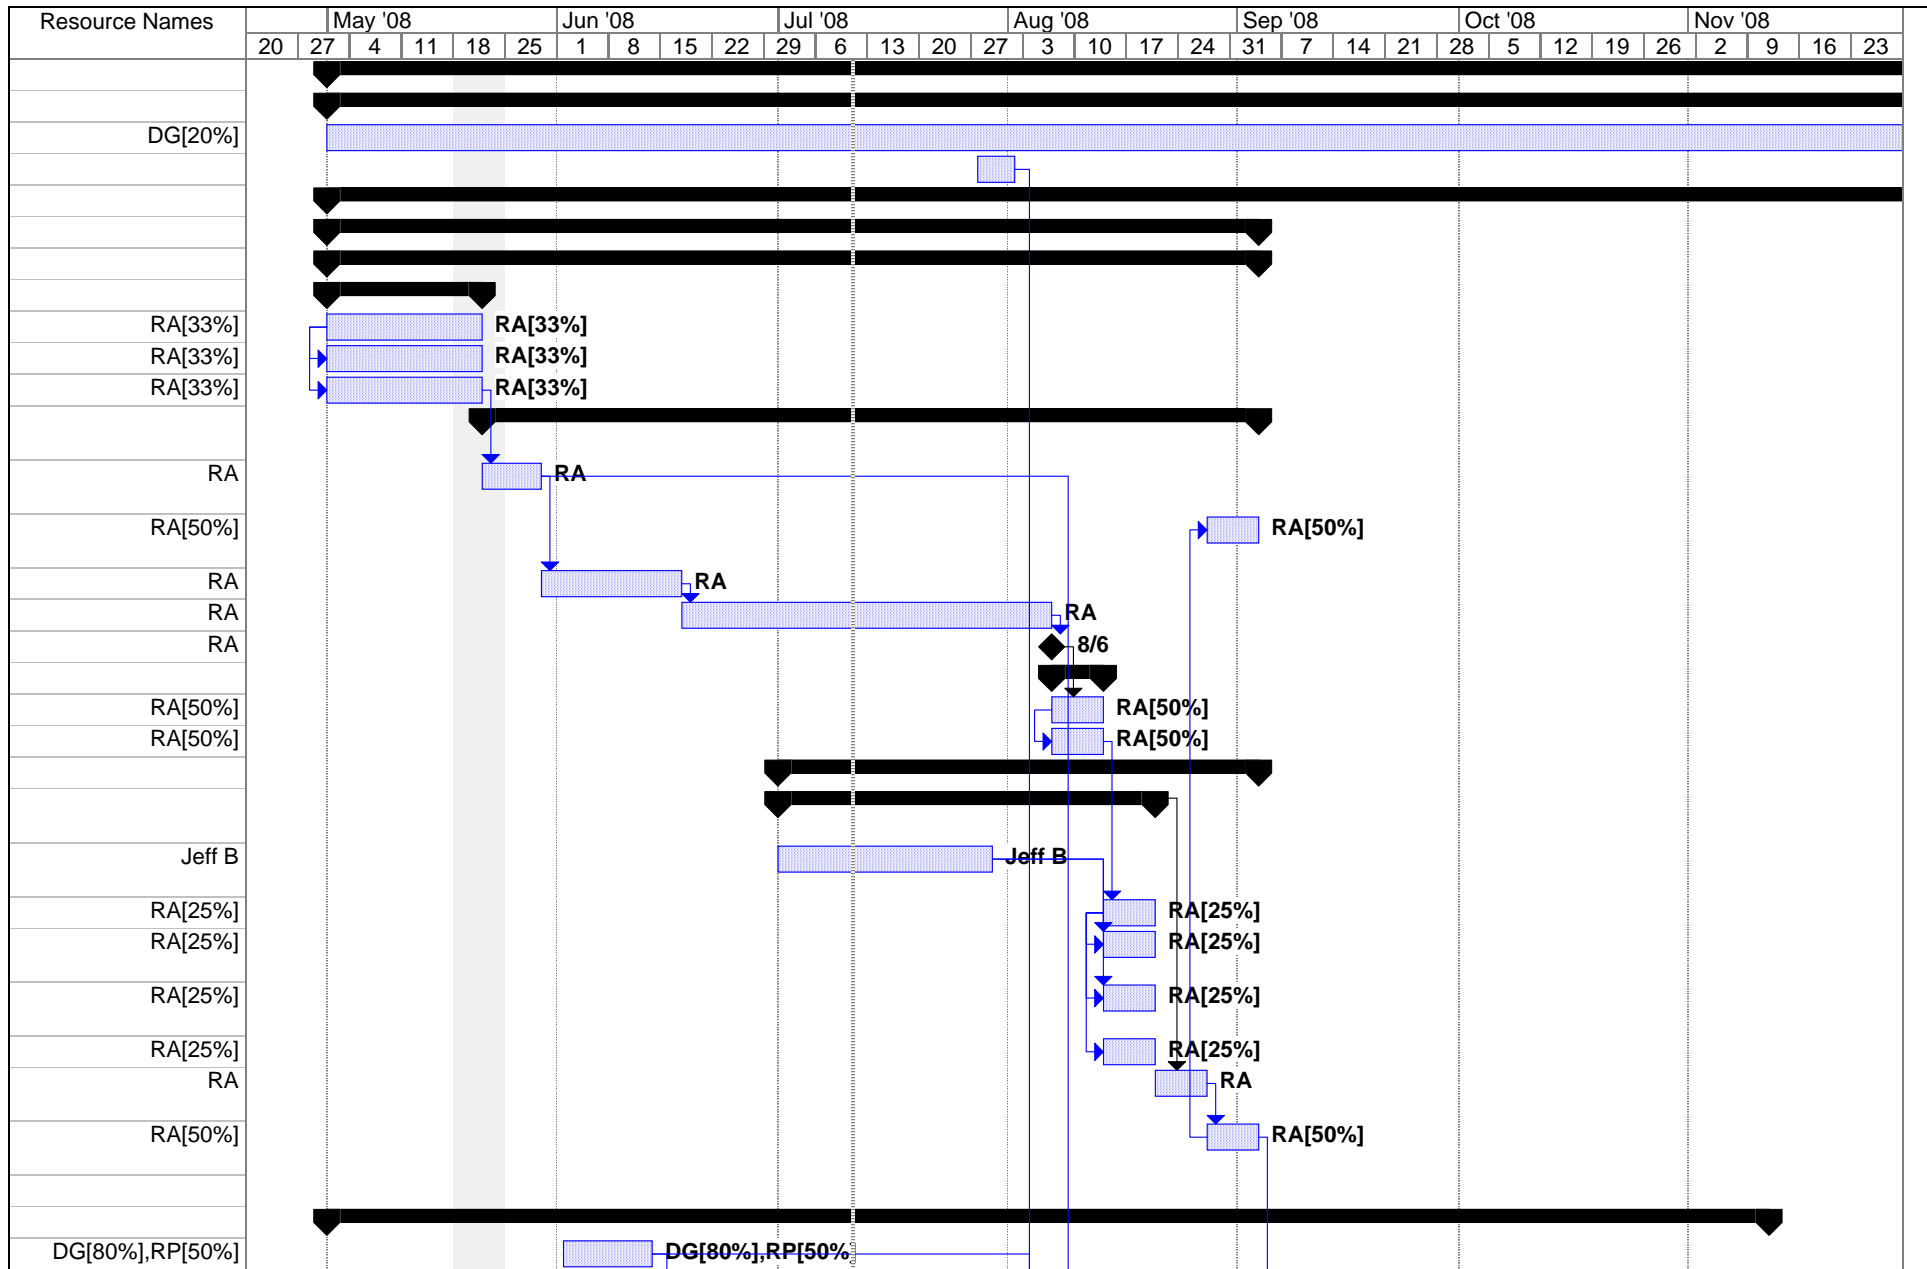 Resource Names May '08 Jun '08 Jul '08 Aug '08 Sep '08 Oct '08 Nov '08
20 27 4 11 18 25 1 8 15 22 29 6 13 20 27 3 10 17 24 31 7 14 21 28 5 12 19 26 2 9 16 23
DG[20%]
RA[33%] RA[33%]
RA[33%] RA[33%]
RA[33%] RA[33%]
RA RA
RA[50%] RA[50%]
RA RA
RA RA
RA 8/6
RA[50%] RA[50%]
RA[50%] RA[50%]
Jeff B Jeff B
RA[25%] RA[25%]
RA[25%] RA[25%]
RA[25%] RA[25%]
RA[25%] RA[25%]
RA RA
RA[50%] RA[50%]
DG[80%],RP[50%] DG[80%],RP[50%